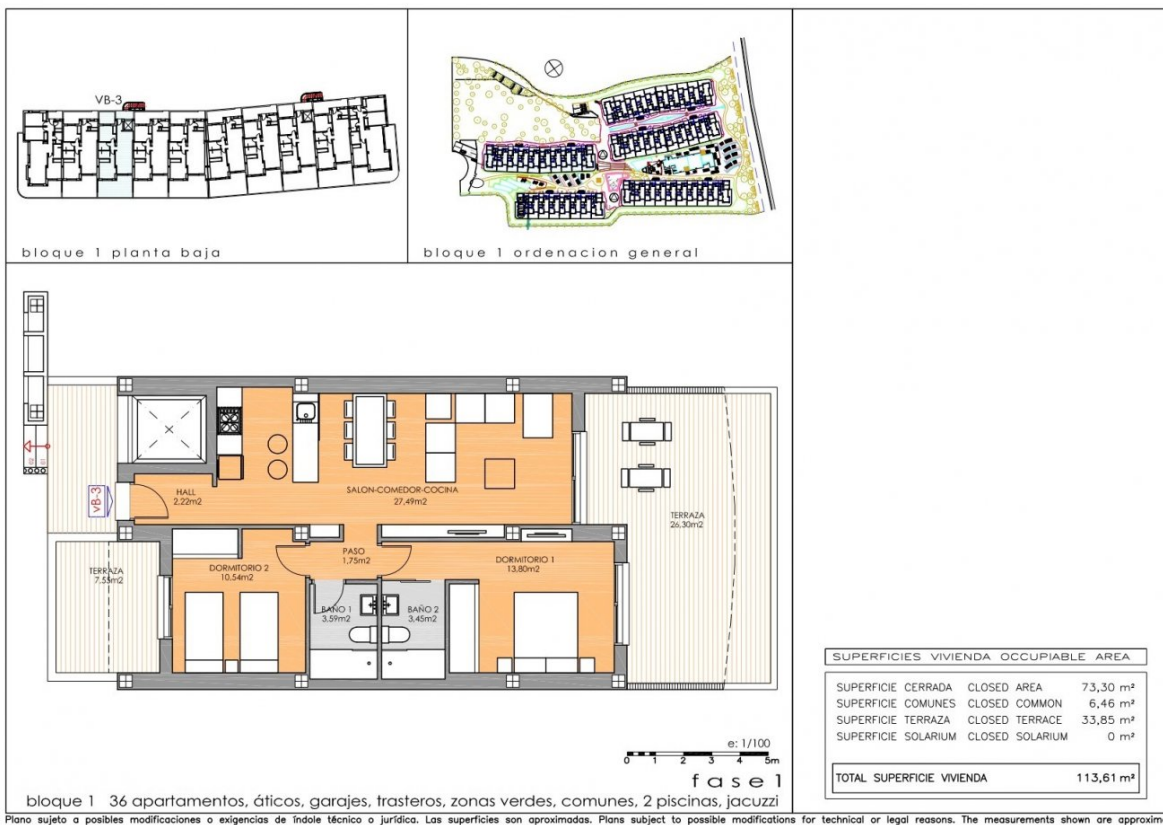 VB-3
bloque 1 planta baja
bloque 1 ordenacion general
VB-3
HALL
2.22m2
SALON-COMEDOR-COCINA
27,49m2
TERRAZA
26,30m2
TERRAZA
7.55m2
DORMITORIO 2
10.54m2
PASO
1,75m2
DORMITORIO 1
13,80m2
BAÑO 1
3.59m2
BAÑO 2
3,45m2
e: 1/100
0 1 2 3 4 5m
fase1
bloque 1 36 apartamentos, áticos, garajes, trasteros, zonas verdes, comunes, 2 piscinas, jacuzzi
SUPERFICIES VIVIENDA OCCUPIABLE AREA
SUPERFICIE CERRADA CLOSED AREA 73,30 m²
SUPERFICIE COMUNES CLOSED COMMON 6,46 m²
SUPERFICIE TERRAZA CLOSED TERRACE 33,85 m²
SUPERFICIE SOLARIUM CLOSED SOLARIUM 0 m²
TOTAL SUPERFICIE VIVIENDA 113,61 m²
Plano sujeto a posibles modificaciones o exigencias de índole técnico o jurídica. Las superficies son aproximadas. Plans subject to possible modifications for technical or legal reasons. The measurements shown are approxim